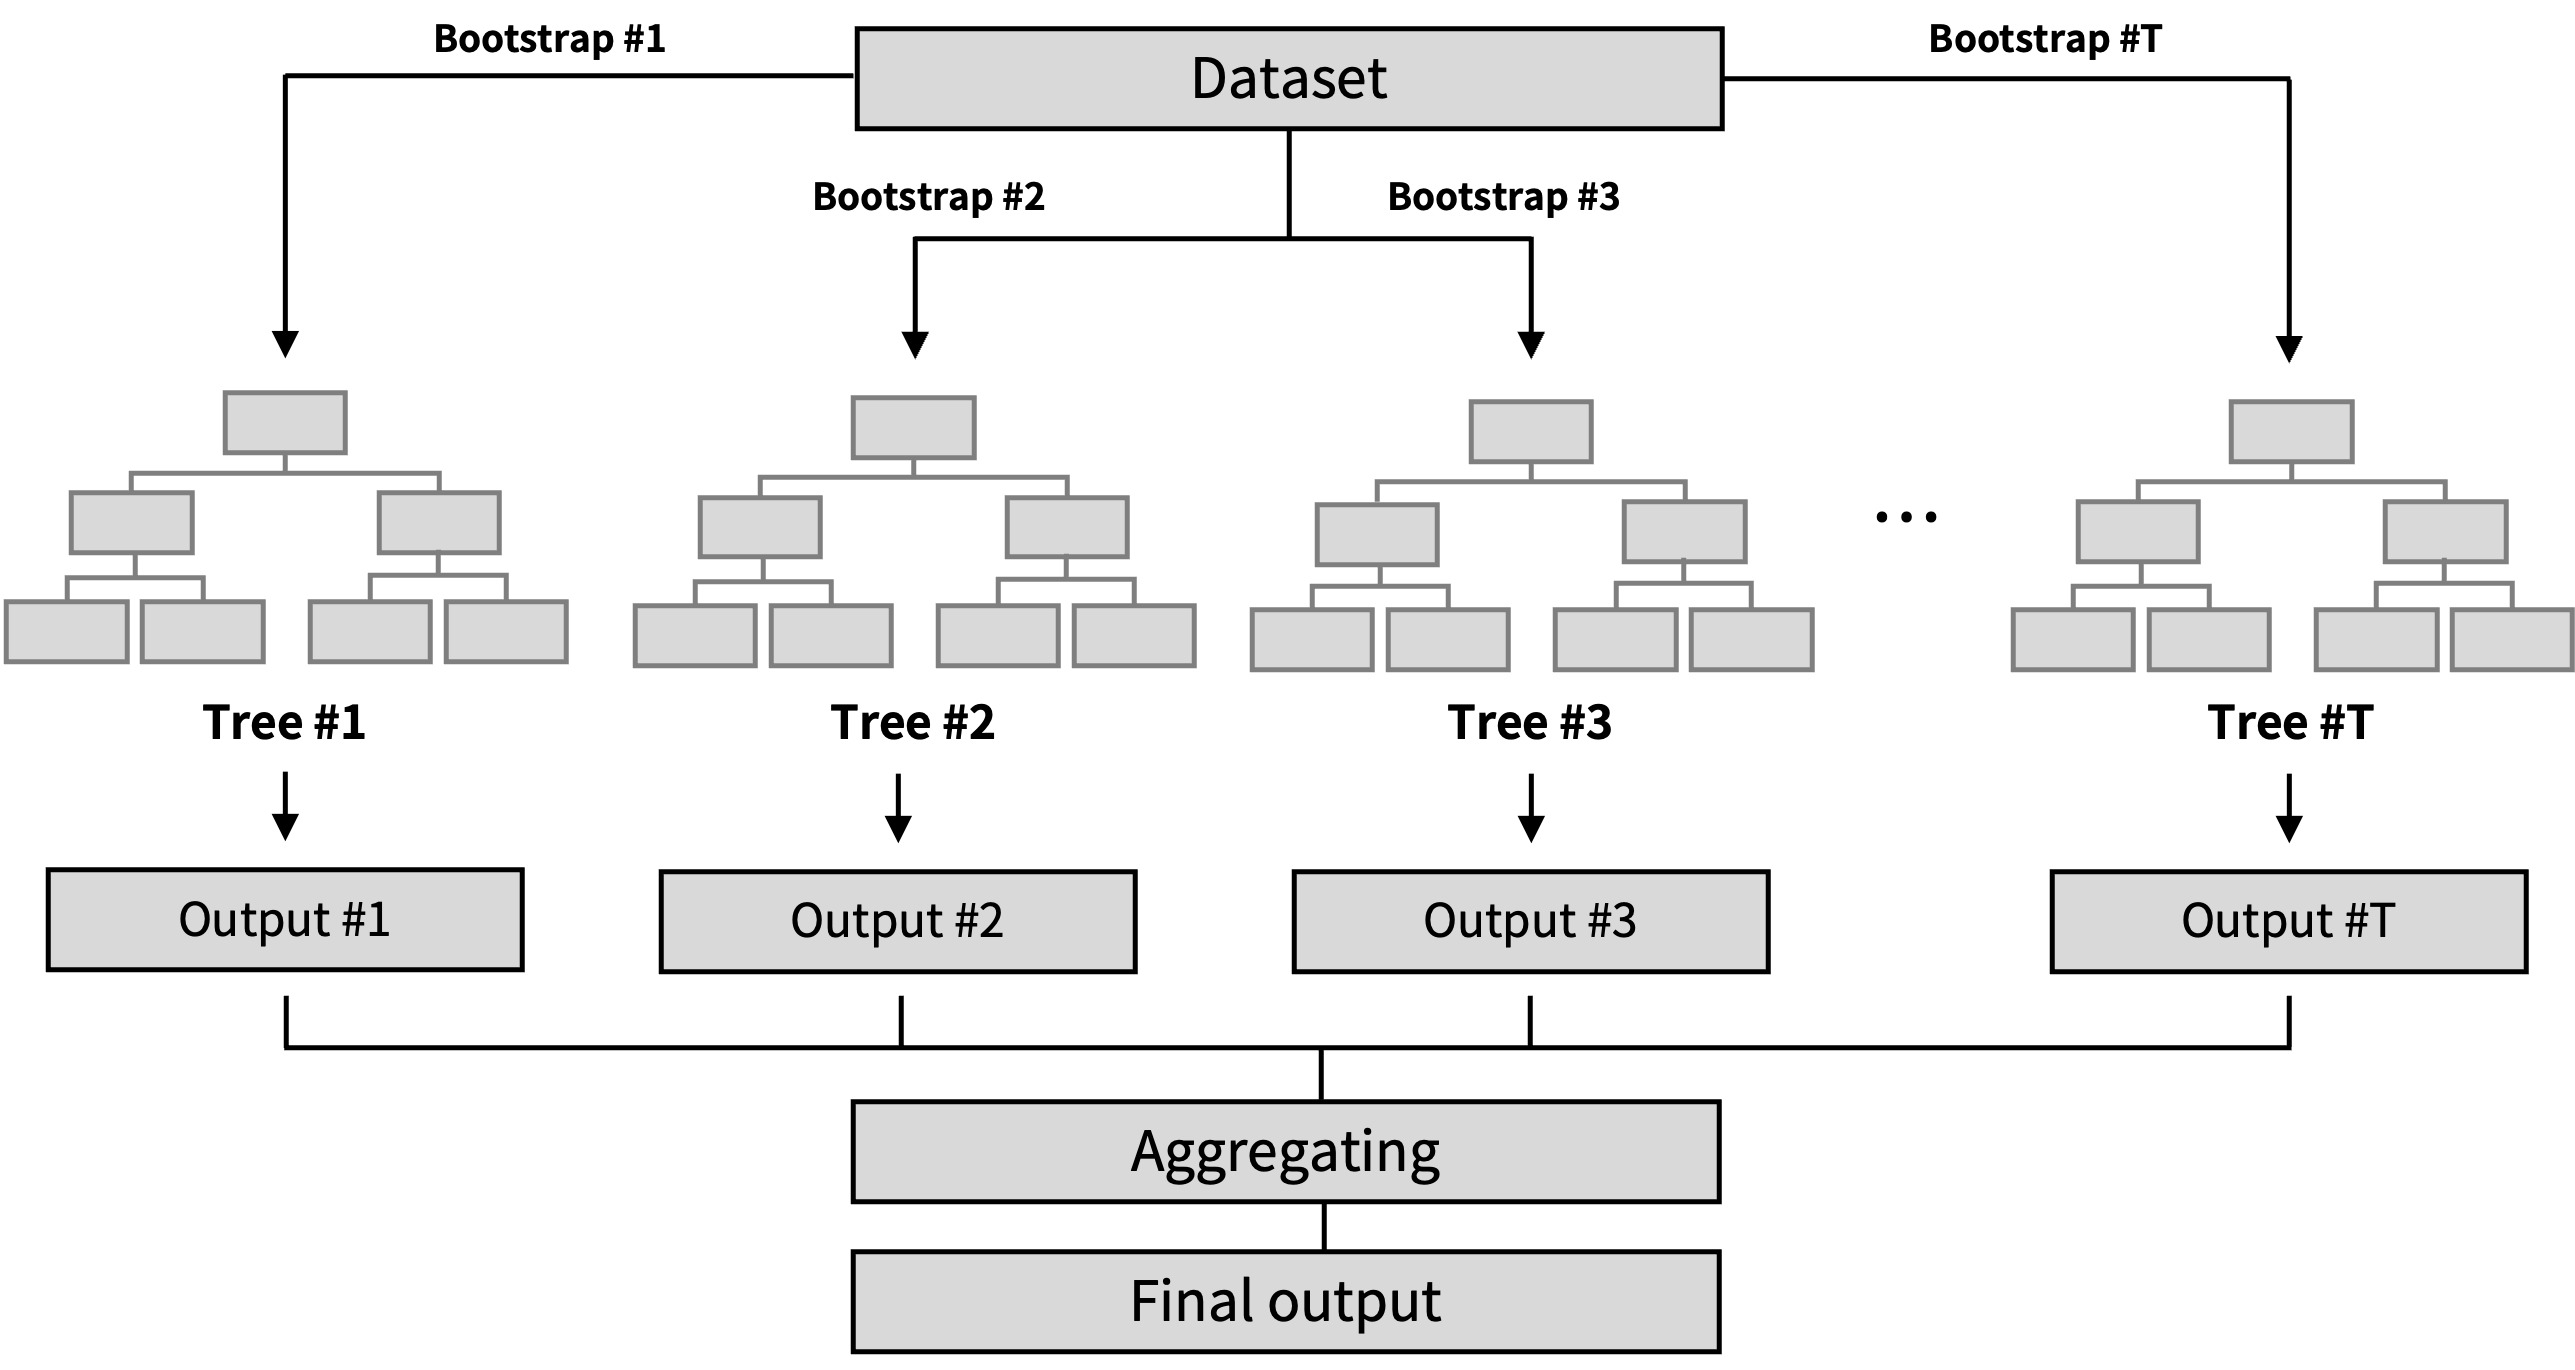 Bootstrap #1
Dataset
Bootstrap #T
Bootstrap #2
Bootstrap #3
...
Tree #1
Tree #2
Tree #3
Tree #T
Output #1
Output #2
Output #3
Output #T
Aggregating
Final output